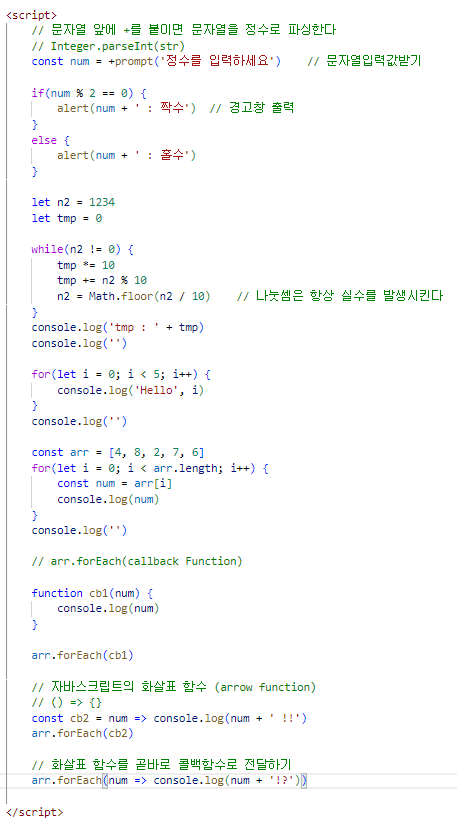 <script>
// 문자열 앞에 +를 붙이면 문자열을 정수로 파싱한다
// Integer.parseInt(str)
const num = +prompt('정수를 입력하세요')    // 문자열입력값받기
if(num % 2 == 0) {
alert(num + ' : 짝수')  // 경고창 출력
}
else {
alert(num + ' : 홀수')
}
let n2 = 1234
let tmp = 0
while(n2 != 0) {
tmp *= 10
tmp += n2 % 10
n2 = Math.floor(n2 / 10)    // 나눗셈은 항상 실수를 발생시킨다
}
console.log('tmp : ' + tmp)
console.log('')
for(let i = 0; i < 5; i++) {
console.log('Hello', i)
}
console.log('')
const arr = [4, 8, 2, 7, 6]
for(let i = 0; i < arr.length; i++) {
const num = arr[i]
console.log(num)
}
console.log('')
// arr.forEach(callback Function)
function cb1(num) {
console.log(num)
}
arr.forEach(cb1)
// 자바스크립트의 화살표 함수 (arrow function)
// () => {}
const cb2 = num => console.log(num + ' !!')
arr.forEach(cb2)
// 화살표 함수를 곧바로 콜백함수로 전달하기
arr.forEach(num => console.log(num + '!?'))
</script>